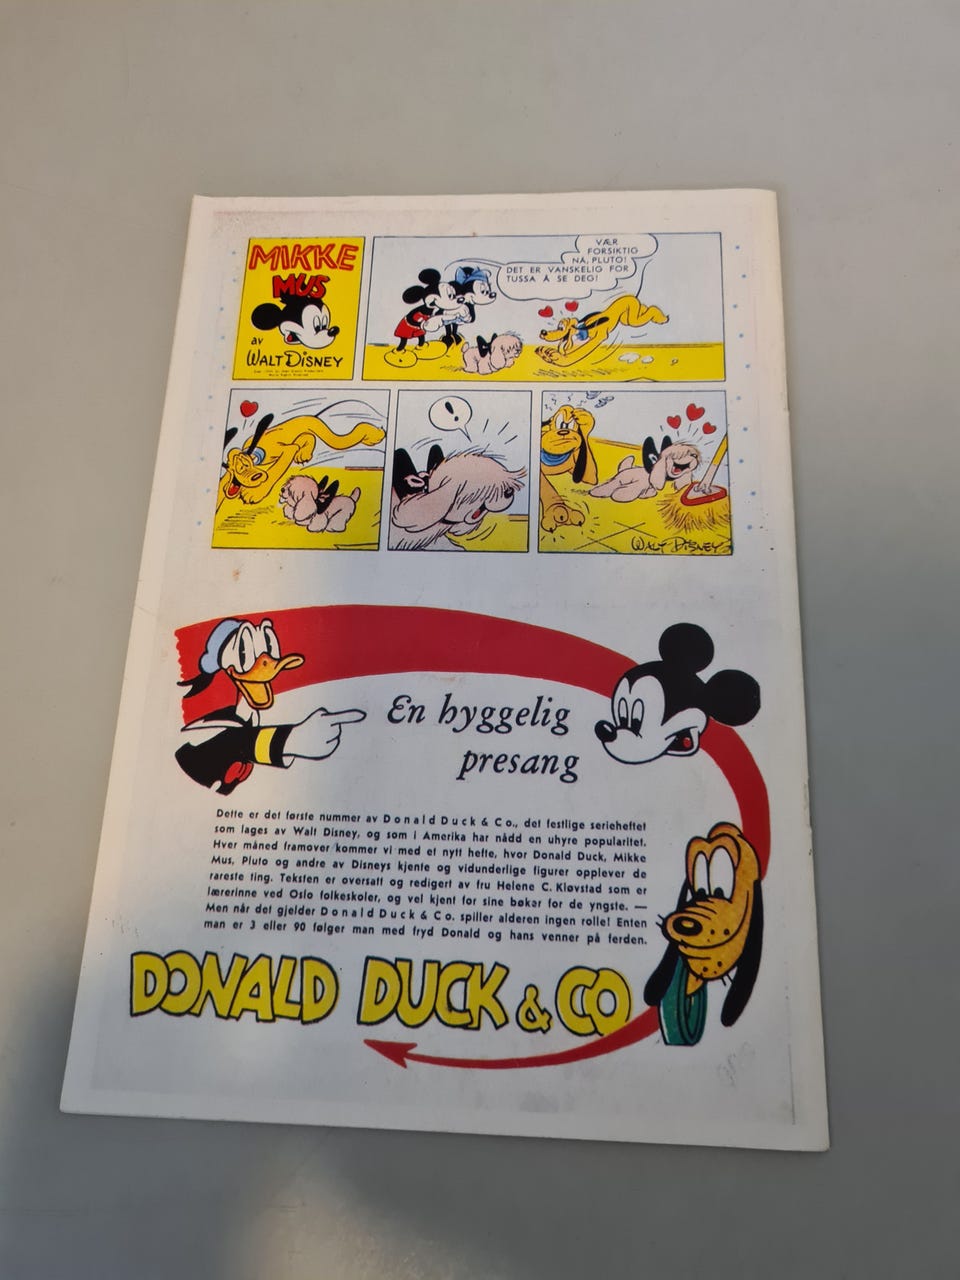 MIKKE
MUS
av
WALT DISNEY
VÆR
FORSIKTIG
NÅ, PLUTO!
DET ER VANSKELIG FOR
TUSSA Å SE DEG!
!
WALT DISNEY
En hyggelig
presang
Dette er det første nummer av Donald Duck & Co., det festlige serieheftet
som lages av Walt Disney, og som i Amerika har nådd en uhyre popularitet.
Hver måned framover kommer vi med et nytt hefte, hvor Donald Duck, Mikke
Mus, Pluto og andre av Disneys kjente og vidunderlige figurer opplever de
rareste ting. Teksten er oversatt og redigert av fru Helene C. Kløvstad som er
lærerinne ved Oslo folkeskoler, og vel kjent for sine bøker for de yngste. —
Men når det gjelder Donald Duck & Co. spiller alderen ingen rolle! Enten
man er 3 eller 90 følger man med fryd Donald og hans venner på ferden.
DONALD DUCK & CO